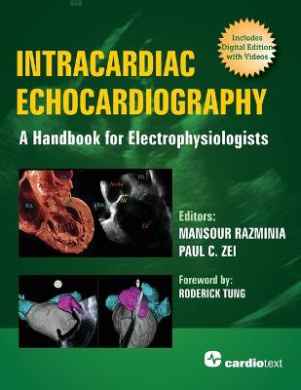 Includes
Digital Edition
with Videos
INTRACARDIAC
ECHOCARDIOGRAPHY
A Handbook for Electrophysiologists
Editors:
MANSOUR RAZMINIA
PAUL C. ZEI
Foreword by:
RODERICK TUNG
cardiotext